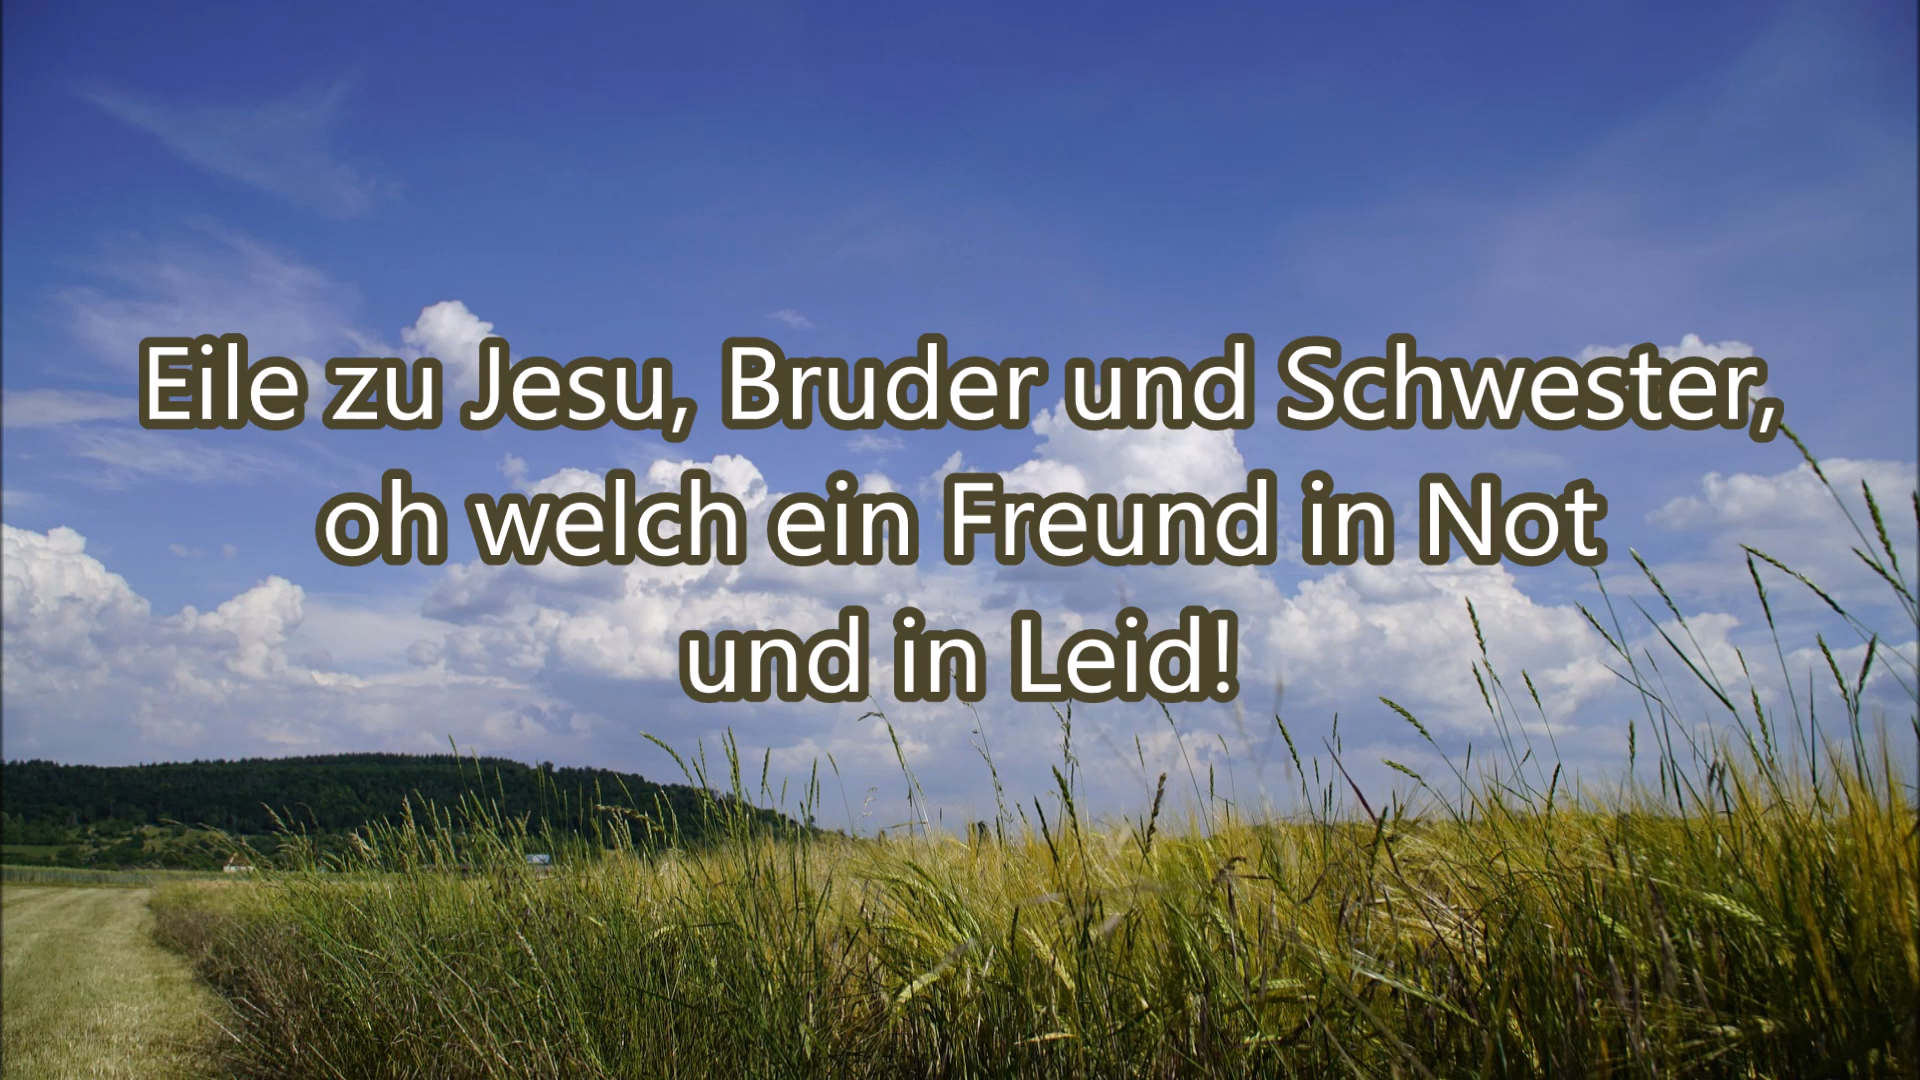 Eile zu Jesu, Bruder und Schwester,
oh welch ein Freund in Not
und in Leid!